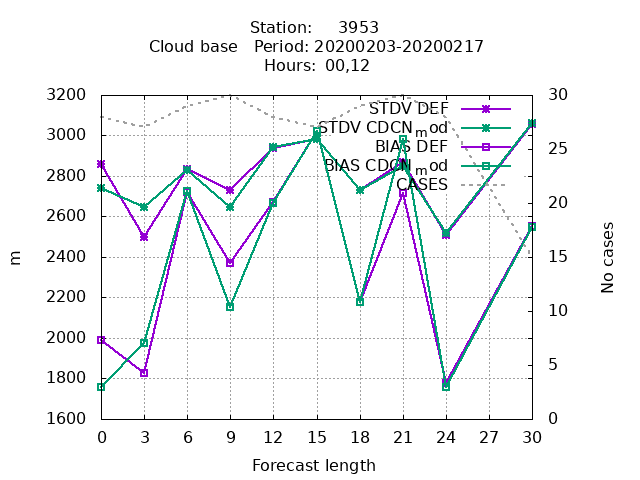 Station: 3953
Cloud base Period: 20200203-20200217
Hours: 00,12
3200
3000
2800
2600
2400
2200
2000
1800
1600
m
STDV DEF
STDV CDCN_mod
BIAS DEF
BIAS CDCN_mod
CASES
30
25
20
15
10
5
0
No cases
0 3 6 9 12 15 18 21 24 27 30
Forecast length